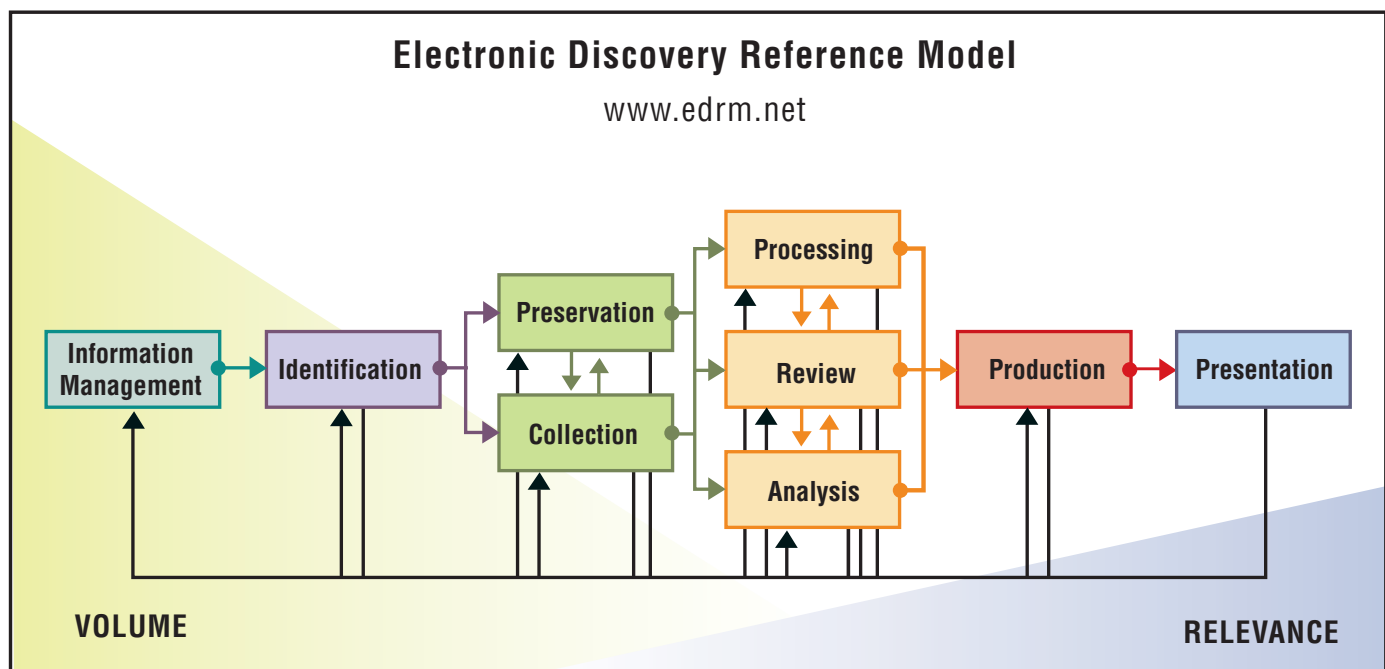 Electronic Discovery Reference Model
www.edrm.net
Information
Management
Identification
Preservation
Collection
Processing
Review
Analysis
Production
Presentation
VOLUME
RELEVANCE